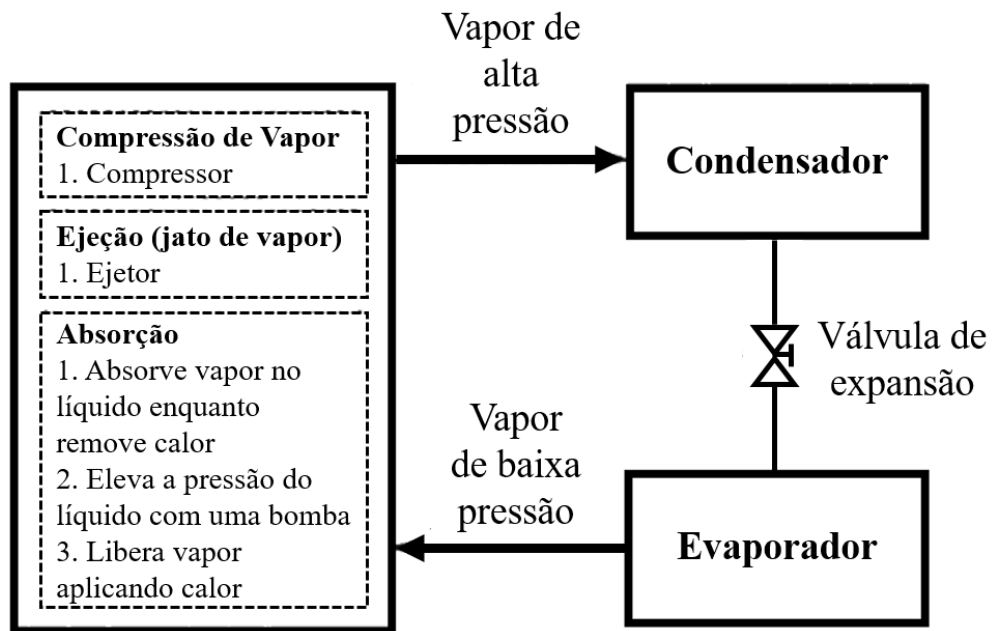 Vapor de
alta
pressão
Compressão de Vapor
1. Compressor
Ejeção (jato de vapor)
1. Ejetor
Absorção
1. Absorve vapor no
líquido enquanto
remove calor
2. Eleva a pressão do
líquido com uma bomba
3. Libera vapor
aplicando calor
Condensador
Válvula de
expansão
Vapor
de baixa
pressão
Evaporador